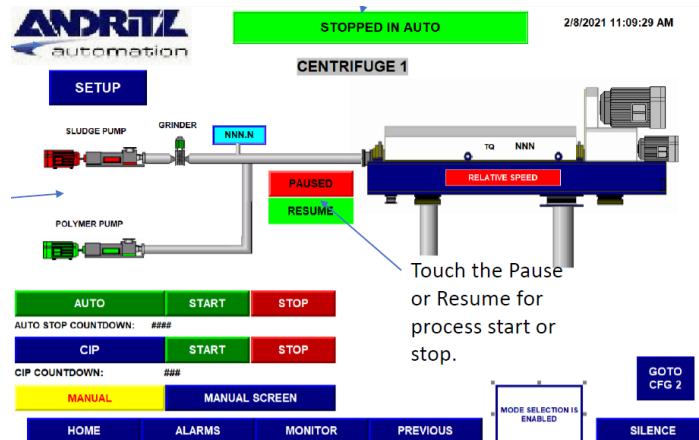 ANDRITZ
automation
STOPPED IN AUTO
2/8/2021 11:09:29 AM
CENTRIFUGE 1
SETUP
SLUDGE PUMP
GRINDER
NNN.N
TQ NNN
RELATIVE SPEED
PAUSED
RESUME
POLYMER PUMP
Touch the Pause
or Resume for
process start or
stop.
AUTO START STOP
AUTO STOP COUNTDOWN: ####
CIP START STOP
CIP COUNTDOWN: ###
MANUAL MANUAL SCREEN
GOTO
CFG 2
MODE SELECTION IS
ENABLED
HOME ALARMS MONITOR PREVIOUS SILENCE